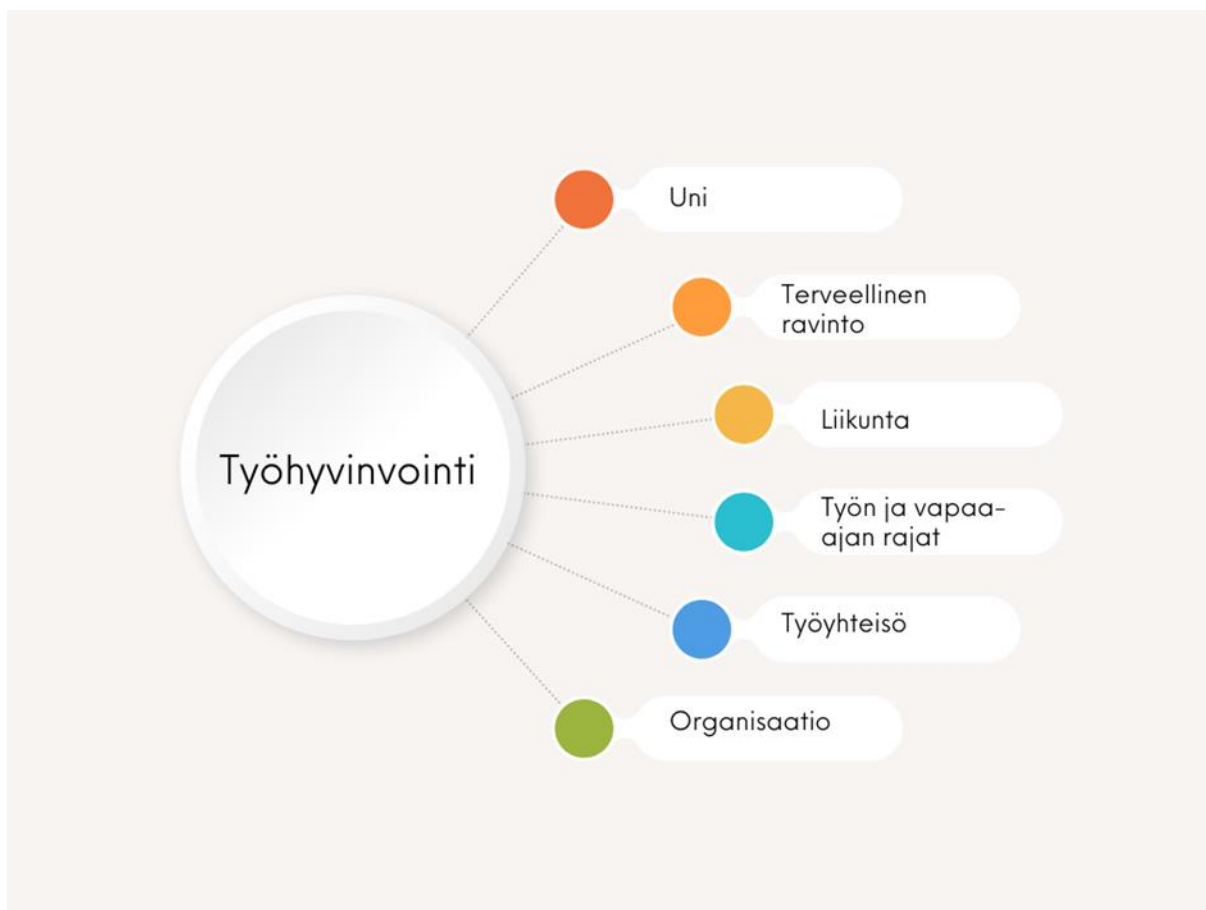 Uni
Terveellinen
ravinto
Liikunta
Työhyvinvointi
Työn ja vapaa-
ajan rajat
Työyhteisö
Organisaatio